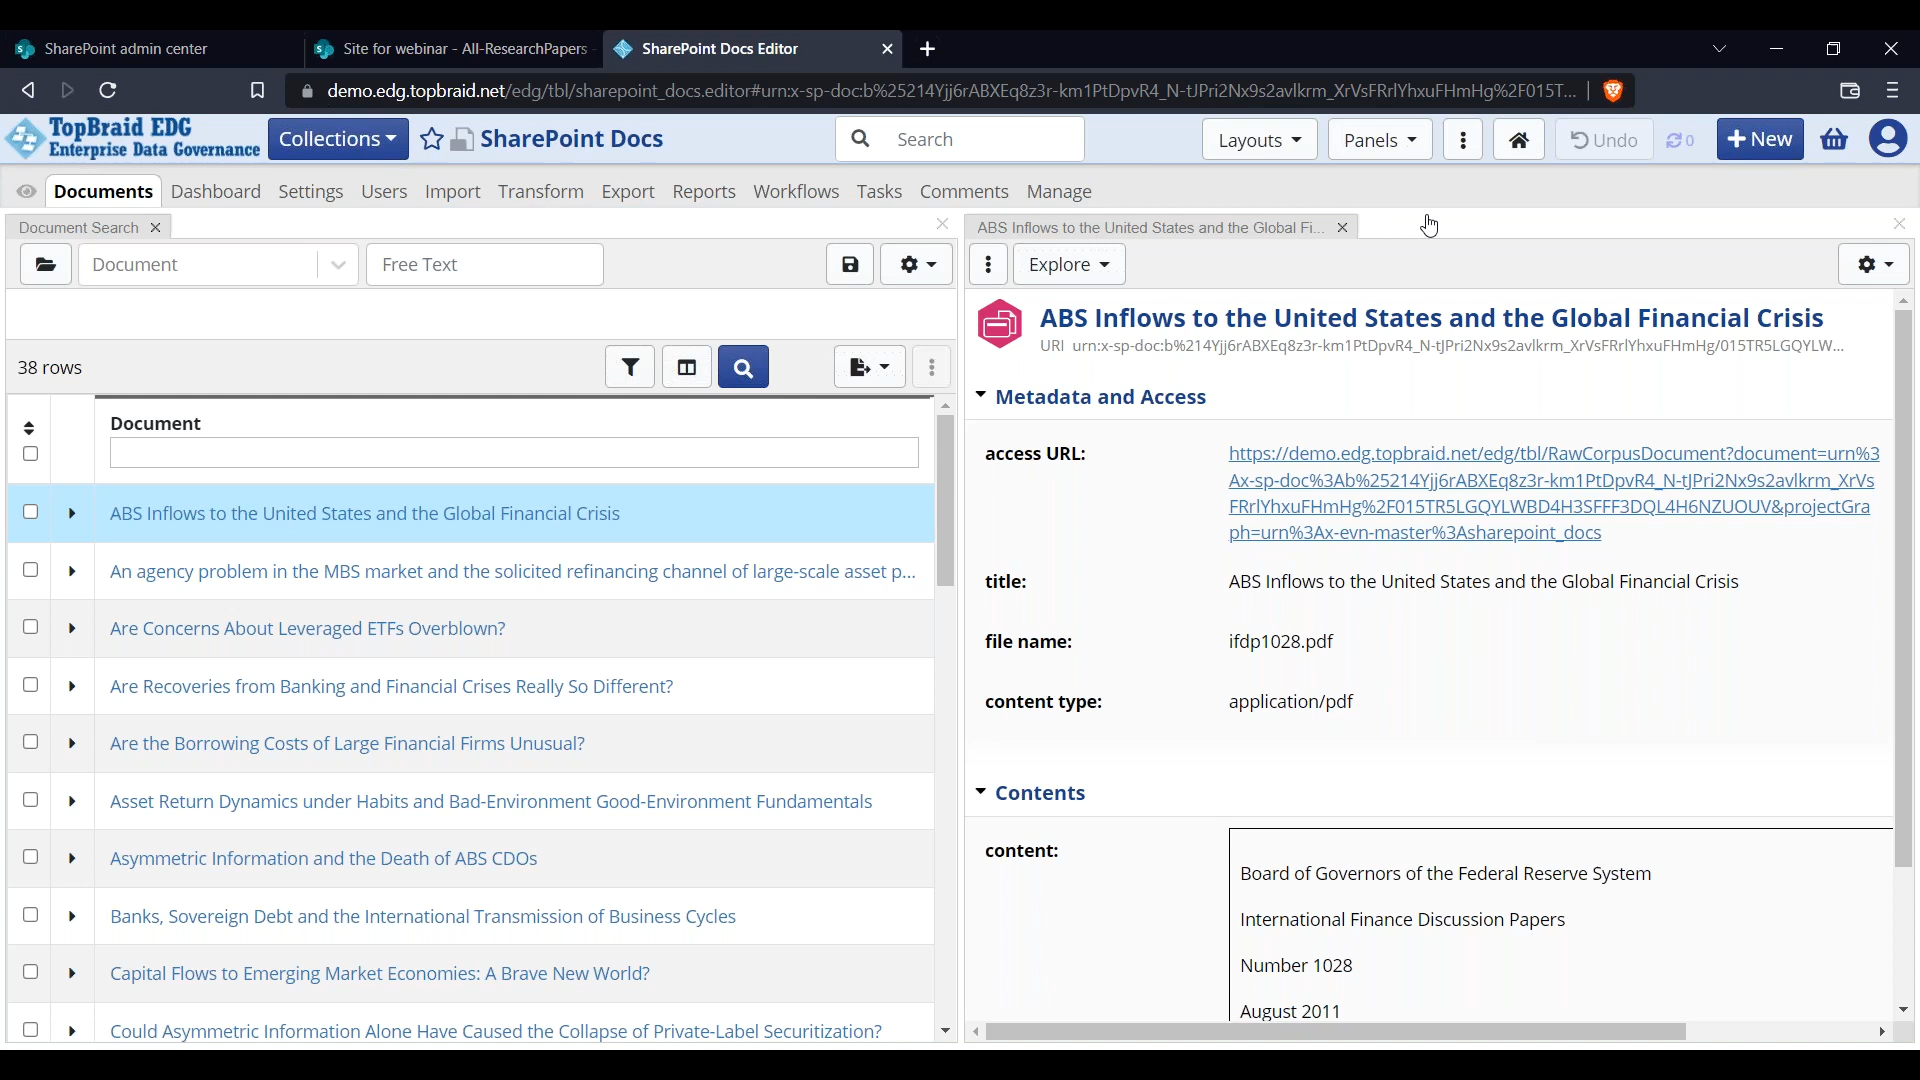 SharePoint admin center
Site for webinar - All-ResearchPapers -
SharePoint Docs Editor
demo.edg.topbraid.net/edg/tbl/sharepoint_docs.editor#urn:x-sp-doc:b%25214Yjj6rABXEq8z3r-km1PtDpvR4_N-tJPri2Nx9s2avlkrm_XrVsFRrlYhxuFHmHg%2F015T...
TopBraid EDG
Enterprise Data Governance
Collections
SharePoint Docs
Search
Layouts
Panels
Undo
0
+ New
Documents
Dashboard
Settings
Users
Import
Transform
Export
Reports
Workflows
Tasks
Comments
Manage
Document Search
Document
Free Text
38 rows
Document
ABS Inflows to the United States and the Global Financial Crisis
An agency problem in the MBS market and the solicited refinancing channel of large-scale asset p...
Are Concerns About Leveraged ETFs Overblown?
Are Recoveries from Banking and Financial Crises Really So Different?
Are the Borrowing Costs of Large Financial Firms Unusual?
Asset Return Dynamics under Habits and Bad-Environment Good-Environment Fundamentals
Asymmetric Information and the Death of ABS CDOs
Banks, Sovereign Debt and the International Transmission of Business Cycles
Capital Flows to Emerging Market Economies: A Brave New World?
Could Asymmetric Information Alone Have Caused the Collapse of Private-Label Securitization?
ABS Inflows to the United States and the Global Fi...
Explore
ABS Inflows to the United States and the Global Financial Crisis
URI urn:x-sp-doc:b%214Yjj6rABXEq8z3r-km1PtDpvR4_N-tJPri2Nx9s2avlkrm_XrVsFRrlYhxuFHmHg/015TR5LGQYLW...
Metadata and Access
access URL:
https://demo.edg.topbraid.net/edg/tbl/RawCorpusDocument?document=urn%3
Ax-sp-doc%3Ab%25214Yjj6rABXEq8z3r-km1PtDpvR4_N-tJPri2Nx9s2avlkrm_XrVs
FRrlYhxuFHmHg%2F015TR5LGQYLWBD4H3SFFF3DQL4H6NZUOUV&projectGra
ph=urn%3Ax-evn-master%3Asharepoint_docs
title:
ABS Inflows to the United States and the Global Financial Crisis
file name:
ifdp1028.pdf
content type:
application/pdf
Contents
content:
Board of Governors of the Federal Reserve System
International Finance Discussion Papers
Number 1028
August 2011